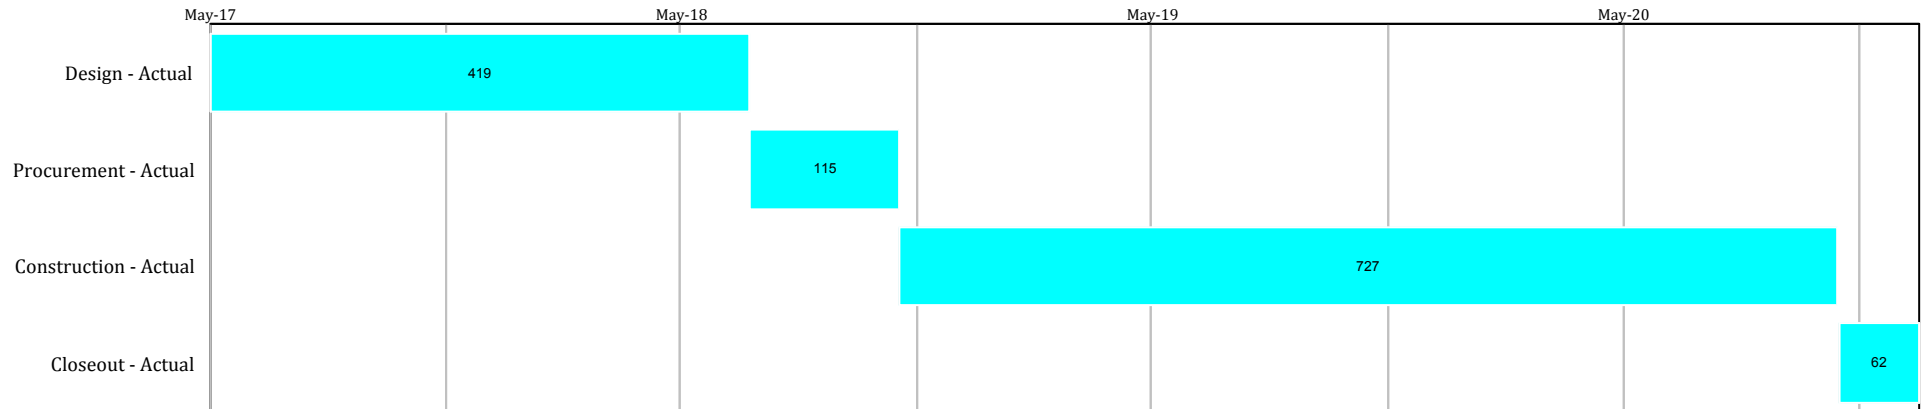 May-17 May-18 May-19 May-20
Design - Actual 419
Procurement - Actual 115
Construction - Actual 727
Closeout - Actual 62